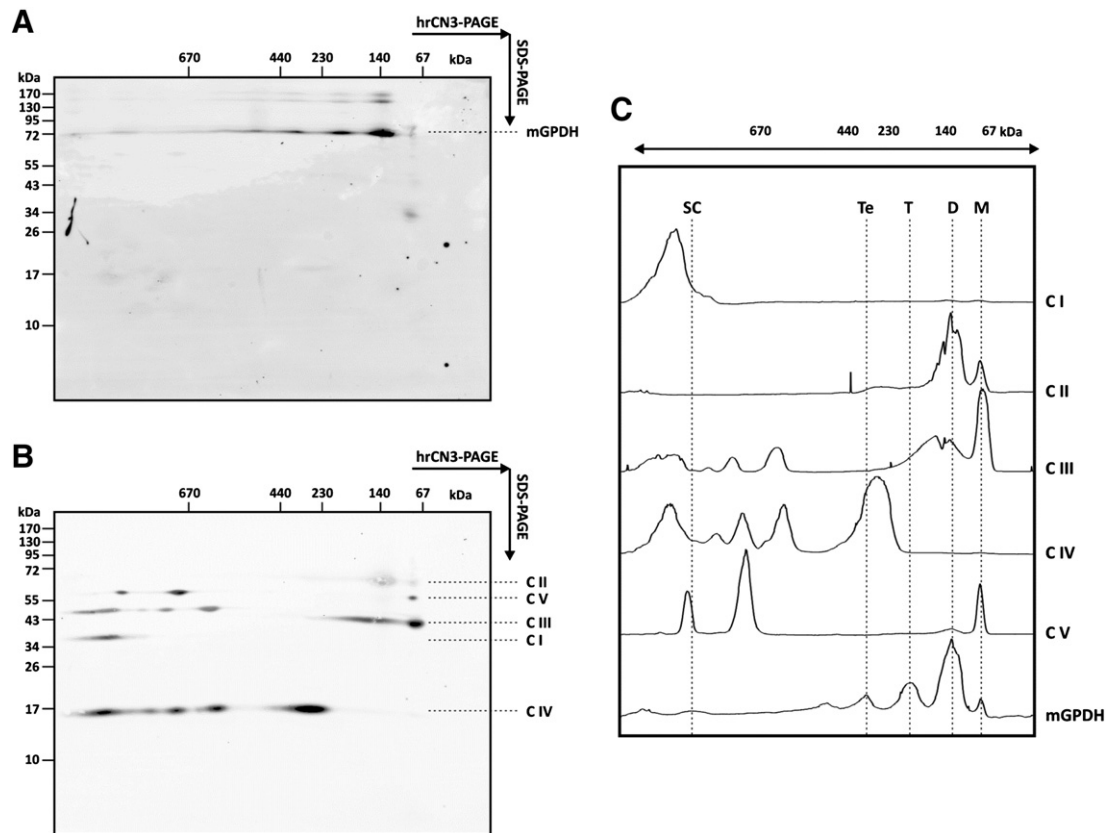 A
hrCN3-PAGE
SDS-PAGE
670 440 230 140 67 kDa
kDa
170
130
95
72
55
43
34
26
17
10
mGPDH
B
hrCN3-PAGE
SDS-PAGE
670 440 230 140 67 kDa
kDa
170
130
95
72
55
43
34
26
17
10
C II
C V
C III
C I
C IV
C
670 440 230 140 67 kDa
SC Te T D M
C I
C II
C III
C IV
C V
mGPDH